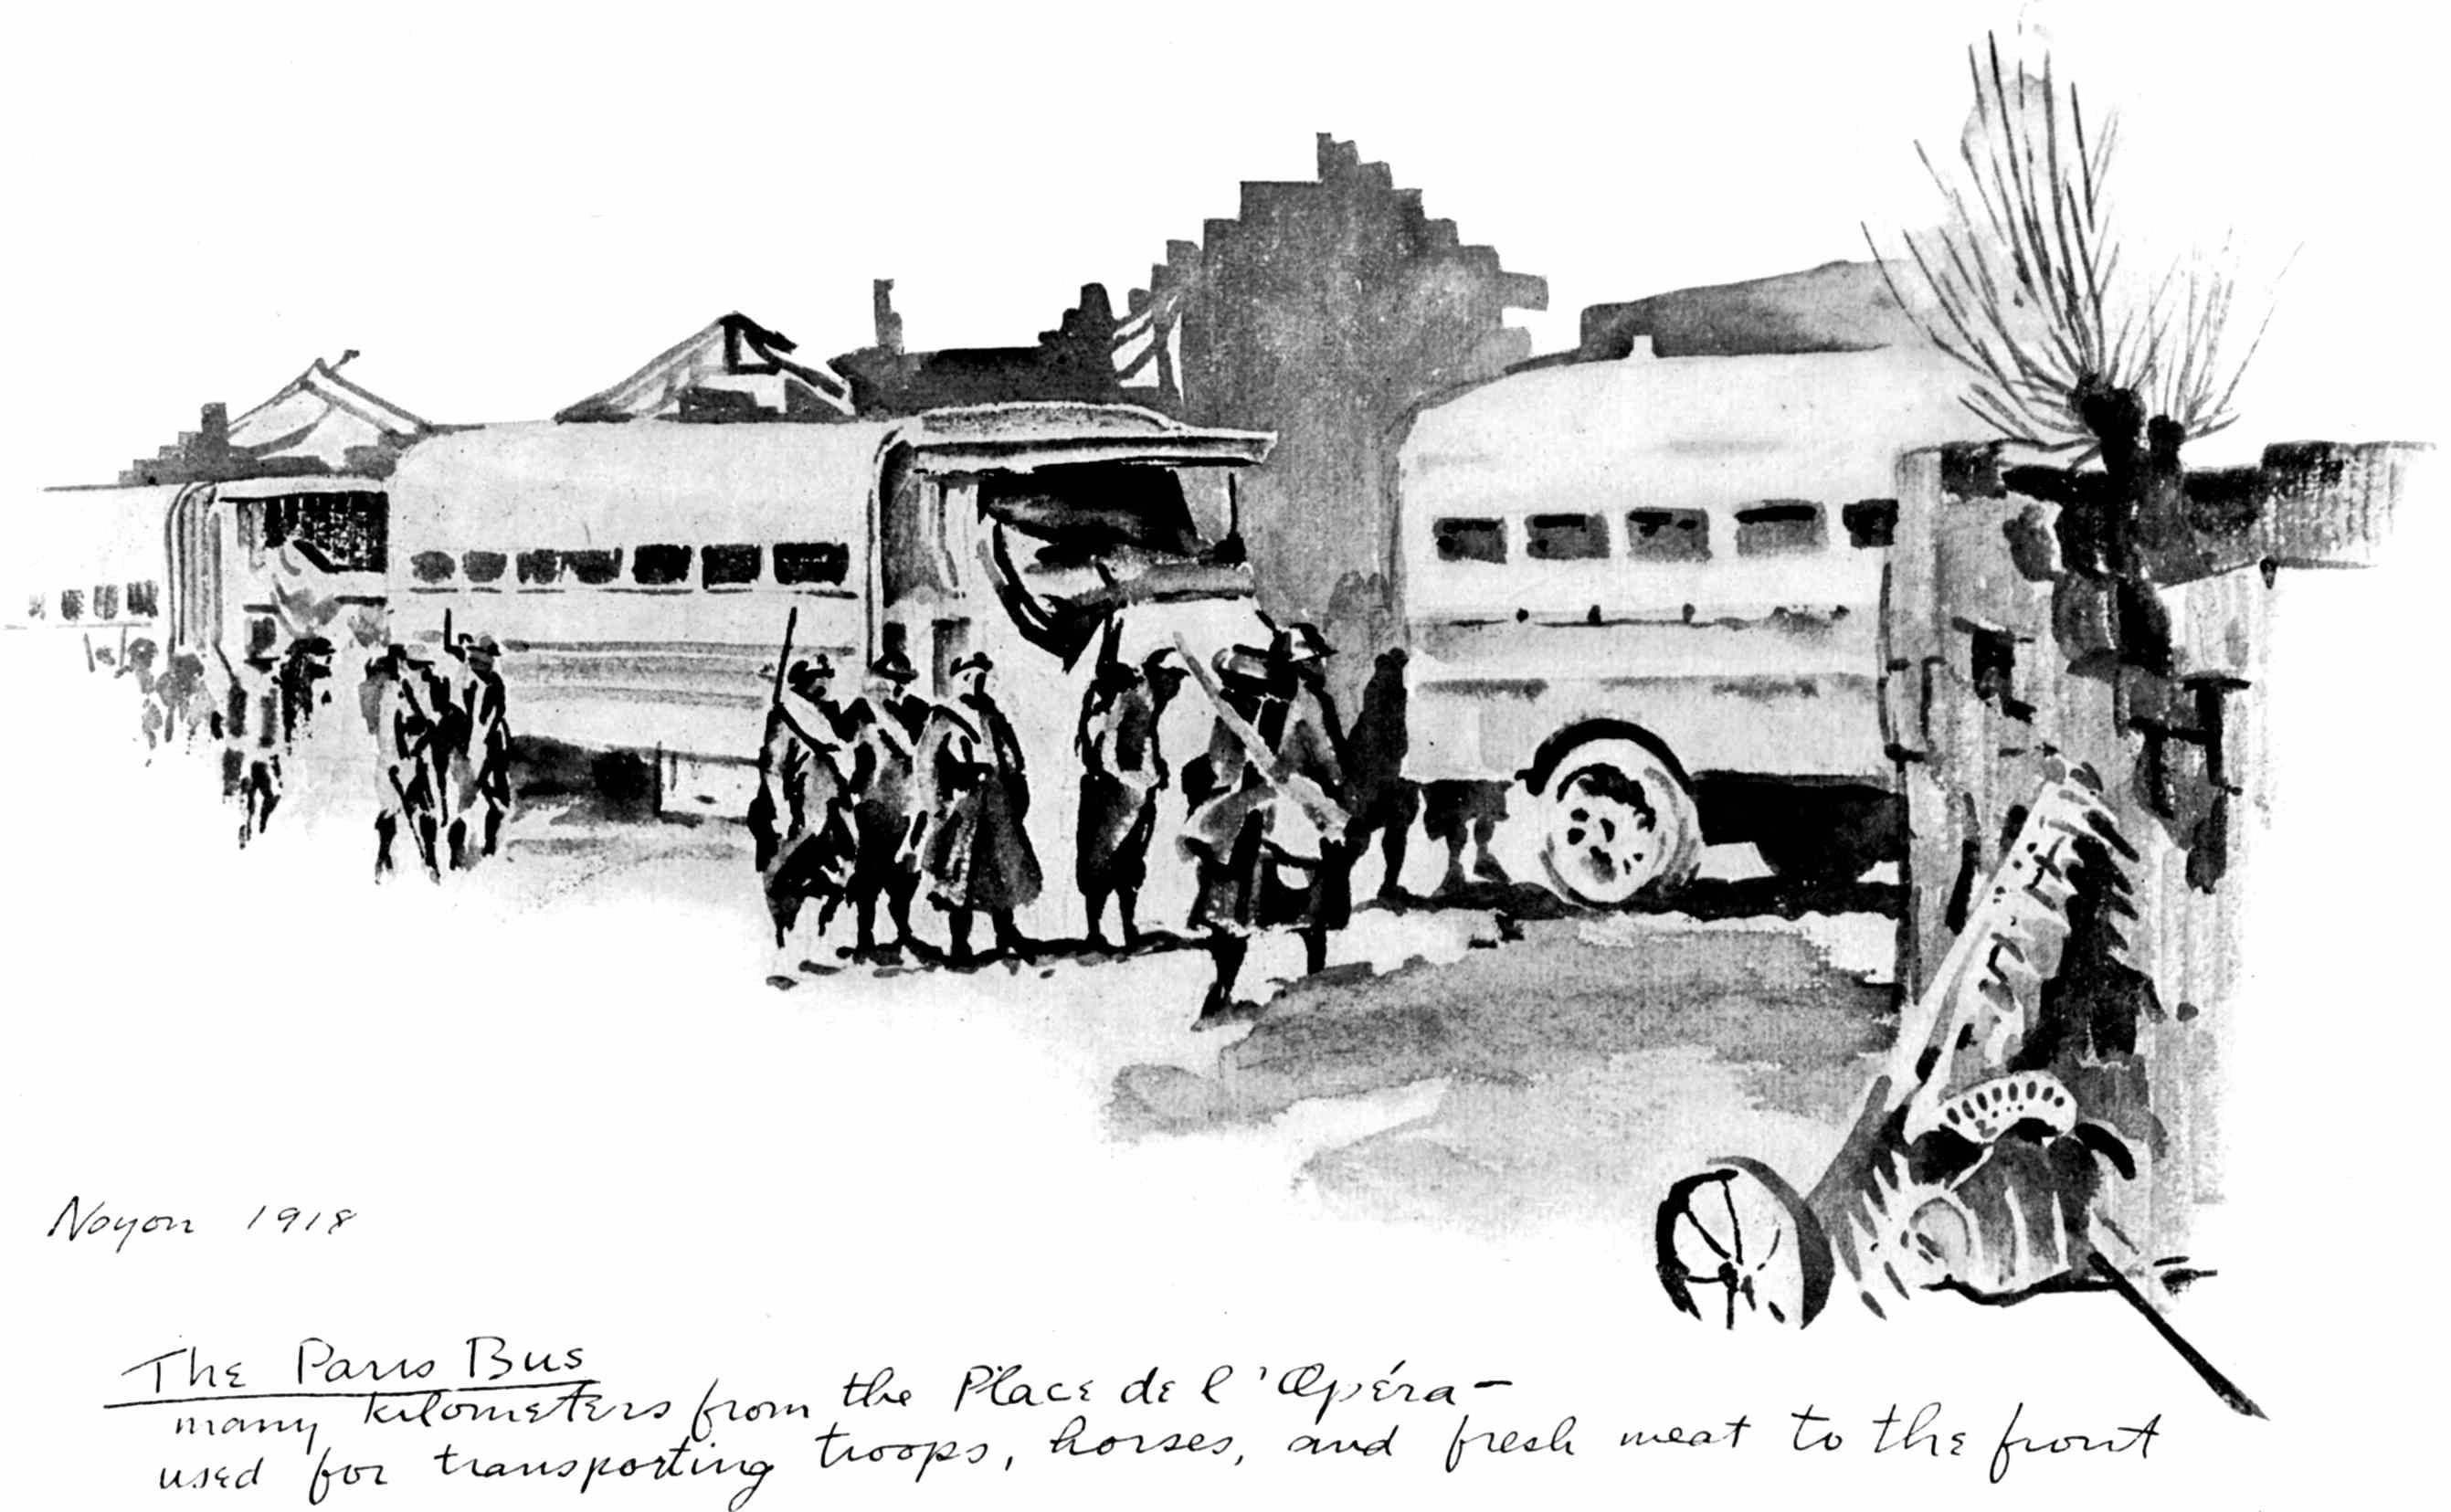 Noyon 1918
The Paris Bus
many kilometers from the Place de l'Opéra—
used for transporting troops, horses, and fresh meat to the front